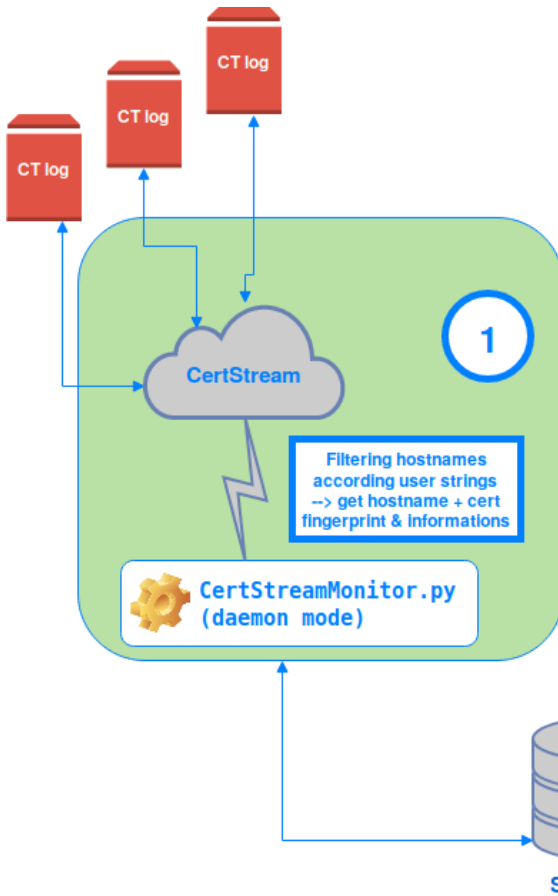 CT log
CT log
CT log
CertStream
1
Filtering hostnames
according user strings
--> get hostname + cert
fingerprint & informations
CertStreamMonitor.py
(daemon mode)